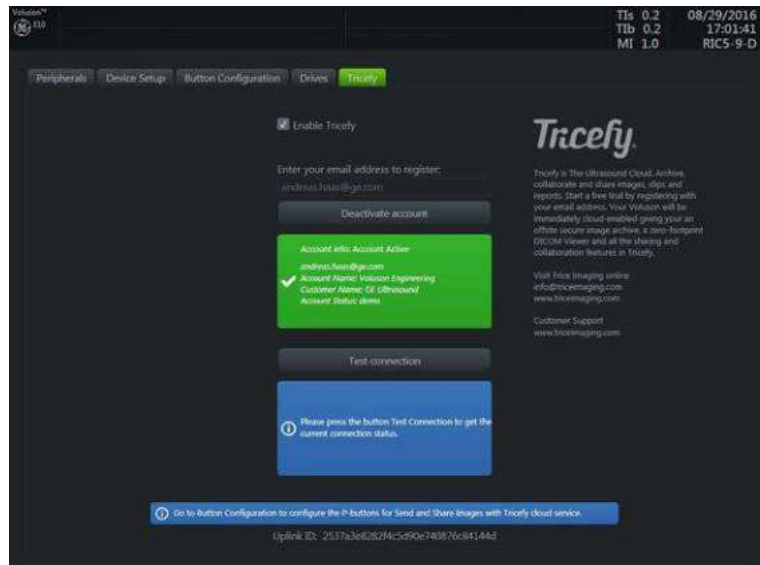 Voluson™
E10
TIs 0.2
TIb 0.2
MI 1.0
08/29/2016
17:01:41
RIC5-9-D
Peripherals Device Setup Button Configuration Drives Tricefy
Enable Tricefy
Enter your email address to register:
andreas.haas@ge.com
Deactivate account
Account info: Account Active
andreas.haas@ge.com
Account Name: Voluson Engineering
Customer Name: GE Ultrasound
Account Status: demo
Test connection
Please press the button Test Connection to get the
current connection status.
Tricefy.
Tricefy is The Ultrasound Cloud. Archive,
collaborate and share images, clips and
reports. Start a free trial by registering with
your email address. Your Voluson will be
immediately cloud-enabled giving your an
offsite secure image archive, a zero-footprint
DICOM Viewer and all the sharing and
collaboration features in Tricefy.
Visit Trice Imaging online
info@triceimaging.com
www.triceimaging.com
Customer Support
www.triceimaging.com
Go to Button Configuration to configure the P-buttons for Send and Share Images with Tricefy cloud service.
Uplink ID: